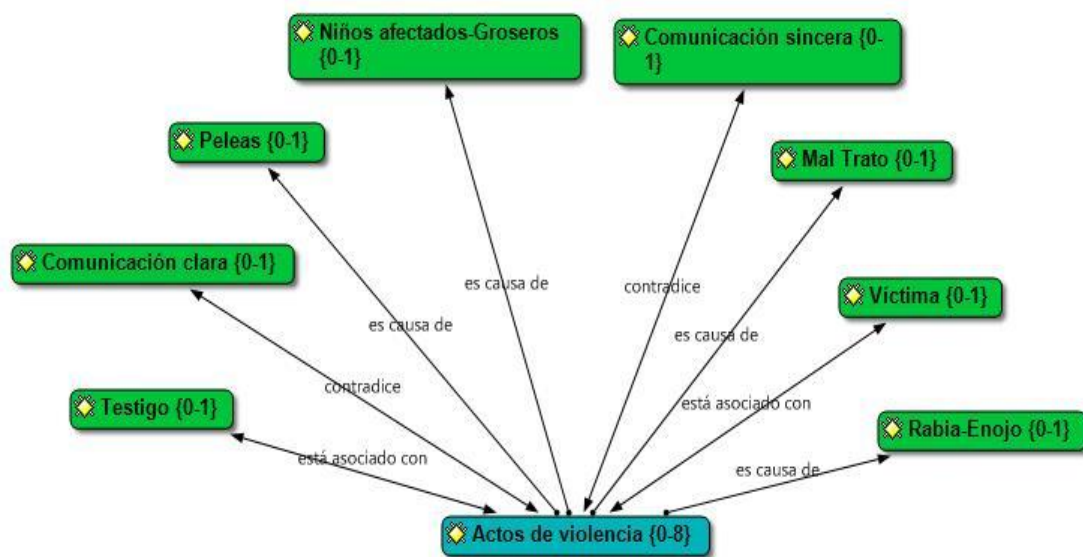 Niños afectados-Groseros
{0-1}
Comunicación sincera {0-
1}
Peleas {0-1}
Mal Trato {0-1}
Comunicación clara {0-1}
es causa de
contradice
Víctima {0-1}
es causa de
es causa de
contradice
está asociado con
Testigo {0-1}
Rabia-Enojo {0-1}
está asociado con
es causa de
Actos de violencia {0-8}